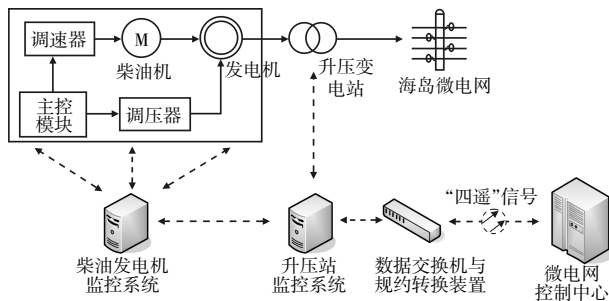 调速器
M
柴油机
发电机
升压变
电站
海岛微电网
主控
模块
调压器
“四遥”信号
柴油发电机
监控系统
升压站
监控系统
数据交换机与
规约转换装置
微电网
控制中心